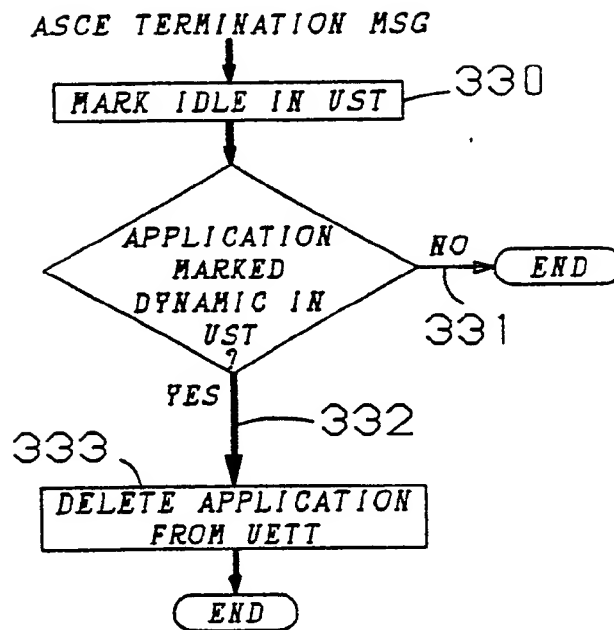 ASCE TERMINATION MSG
MARK IDLE IN UST
330
APPLICATION
MARKED
DYNAMIC IN
UST
?
NO
END
331
YES
332
333
DELETE APPLICATION
FROM UETT
END